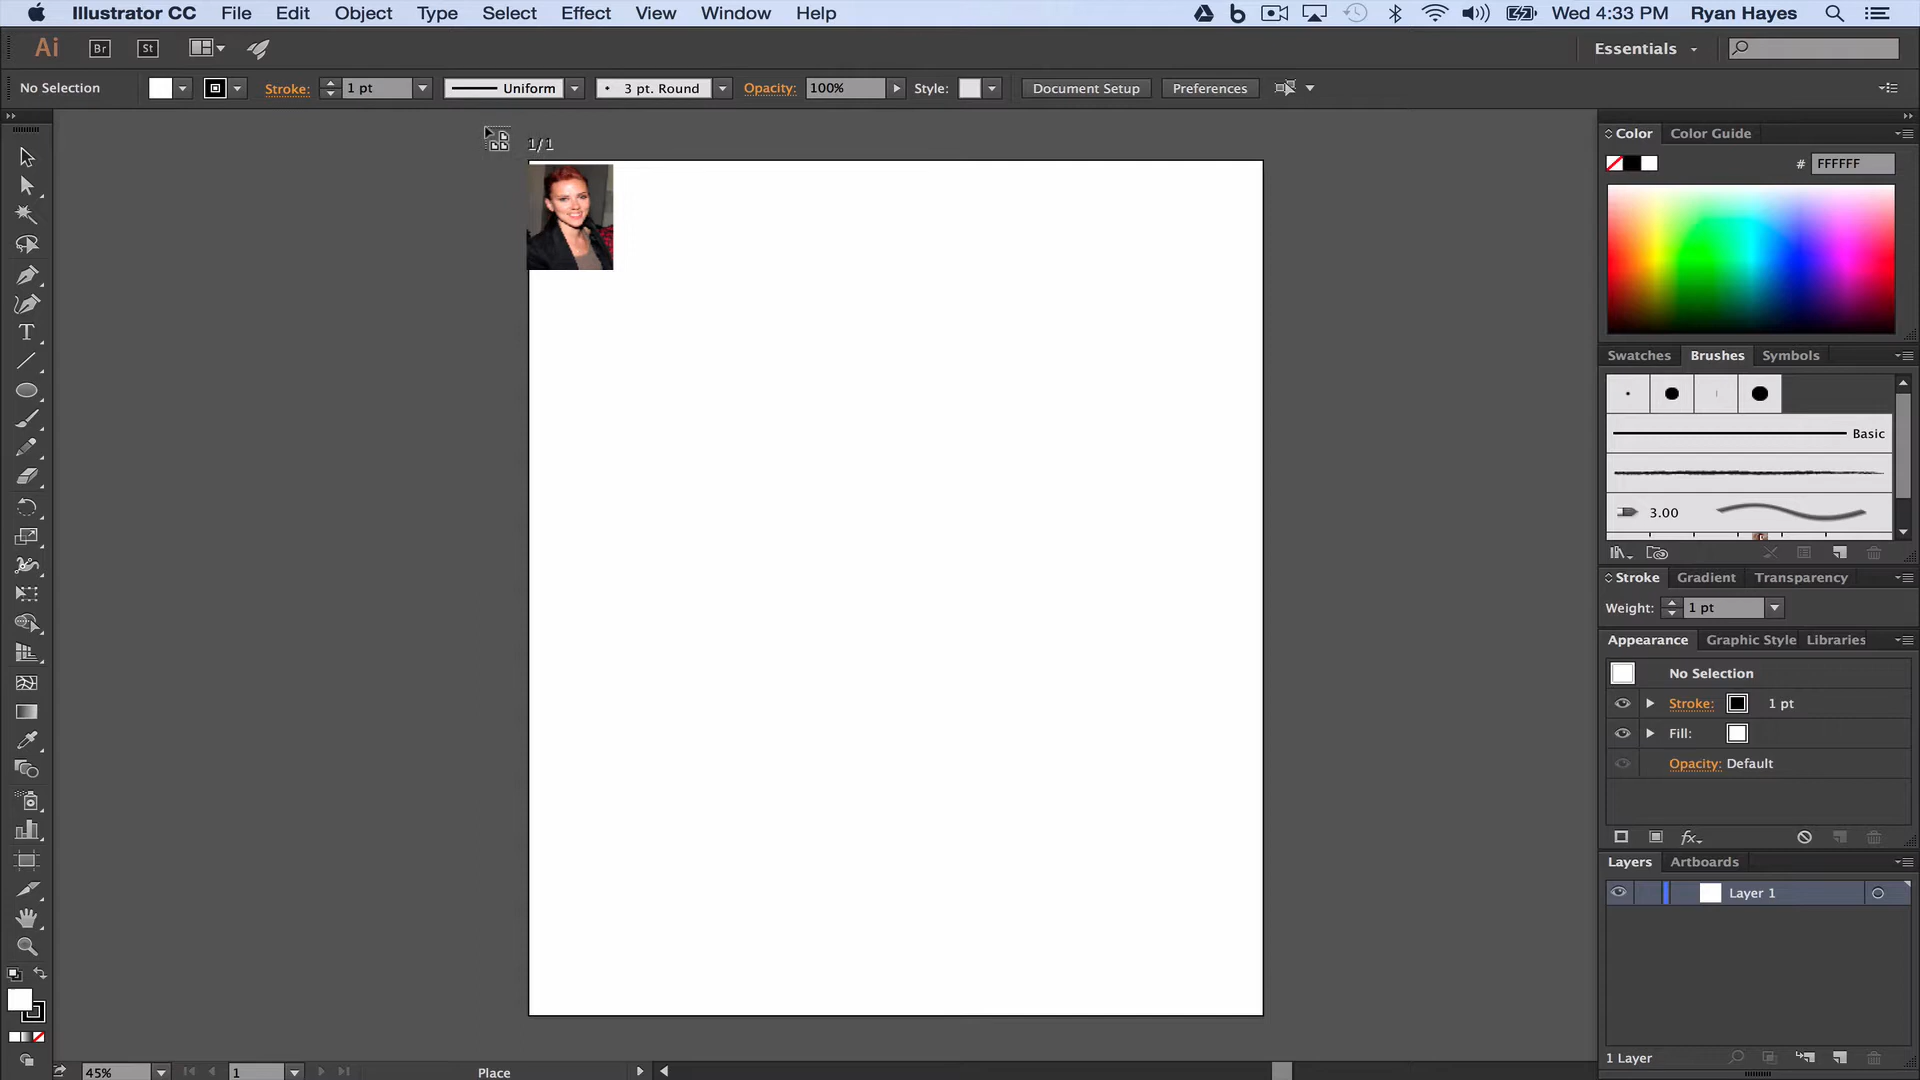 Illustrator CC File Edit Object Type Select Effect View Window Help Wed 4:33 PM Ryan Hayes
Ai Br St Essentials
No Selection Stroke: 1 pt Uniform 3 pt. Round Opacity: 100% Style: Document Setup Preferences
1/1
Color Color Guide
# FFFFFF
Swatches Brushes Symbols
Basic
3.00
Stroke Gradient Transparency
Weight: 1 pt
Appearance Graphic Style Libraries
No Selection
Stroke: 1 pt
Fill:
Opacity: Default
fx
Layers Artboards
Layer 1
1 Layer
45% 1 Place